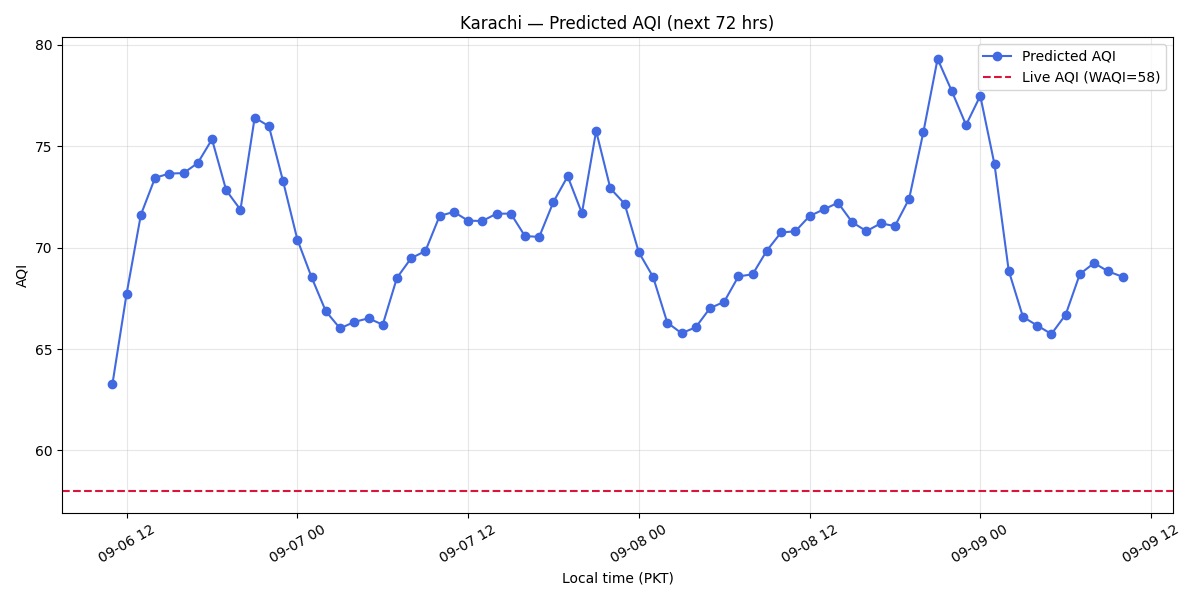 Karachi — Predicted AQI (next 72 hrs)
Predicted AQI
Live AQI (WAQI=58)
80
75
70
65
60
AQI
09-06 12
09-07 00
09-07 12
09-08 00
09-08 12
09-09 00
09-09 12
Local time (PKT)